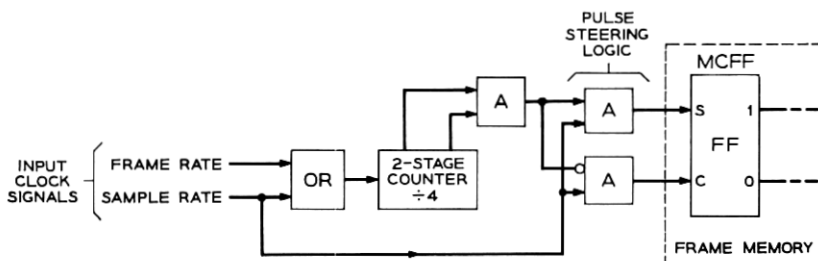 PULSE
STEERING
LOGIC
MCFF
A
A
S 1
INPUT
CLOCK
SIGNALS
FRAME RATE
SAMPLE RATE
OR
2-STAGE
COUNTER
÷4
FF
A
C 0
FRAME MEMORY